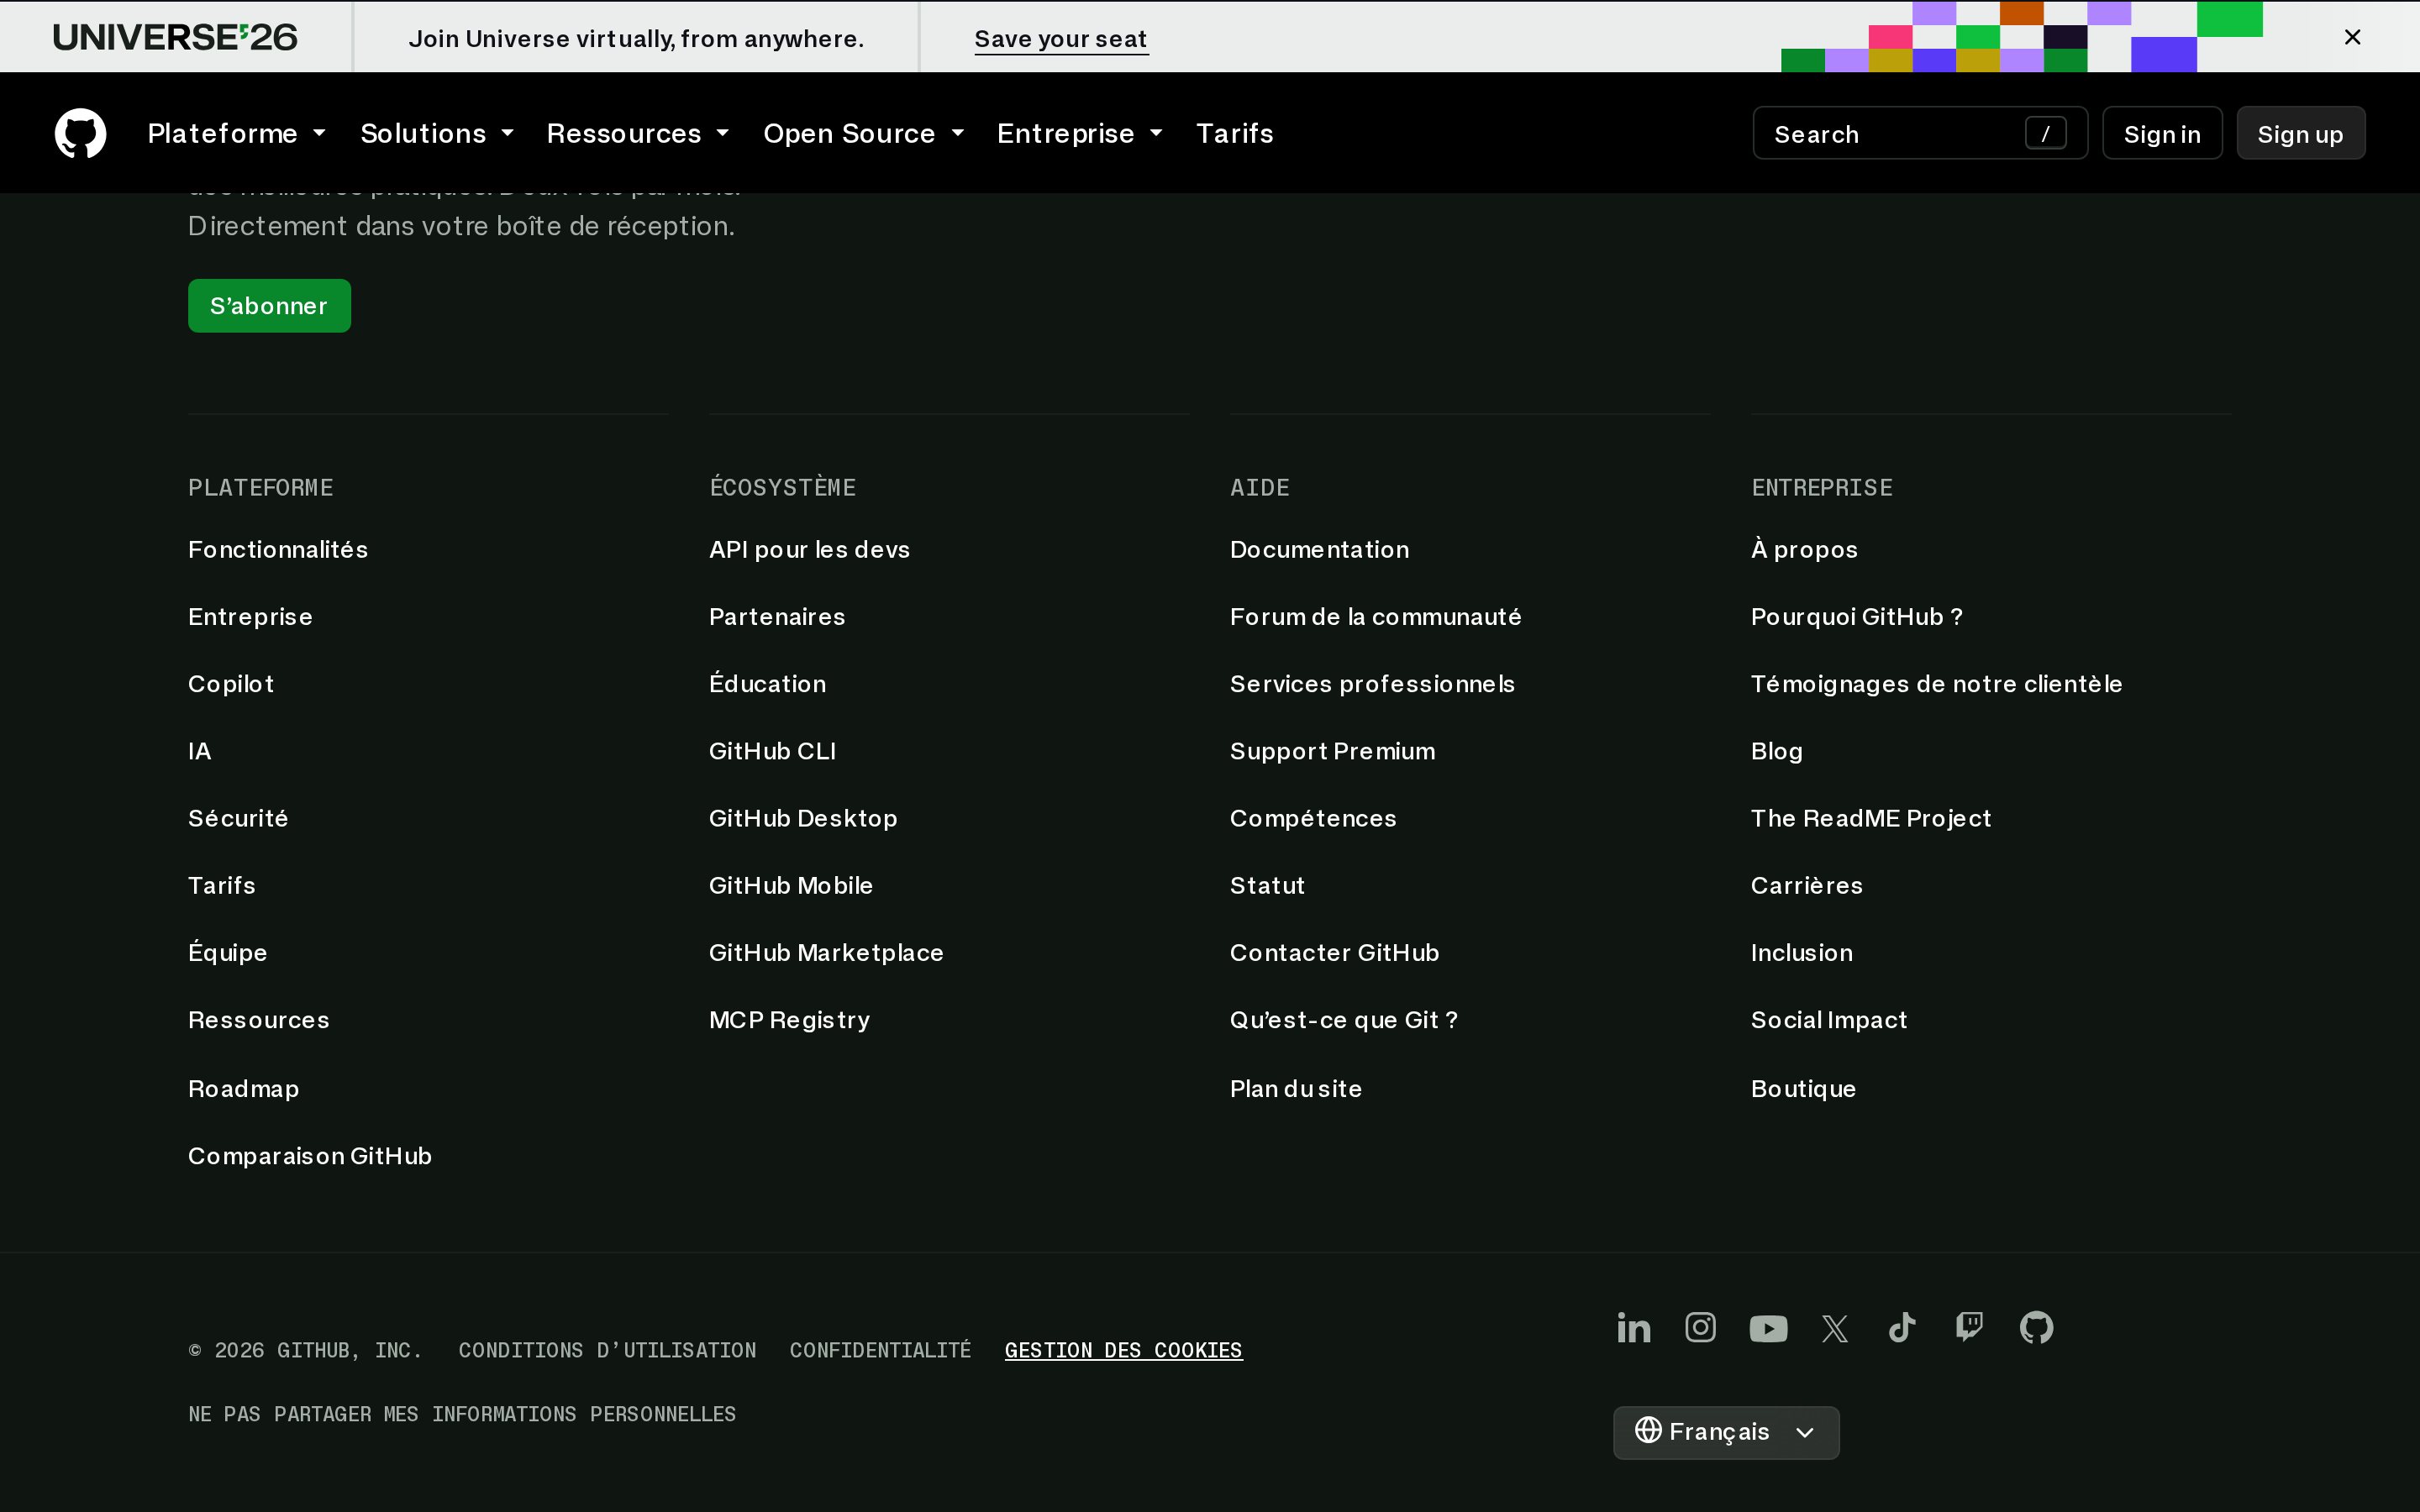 UNIVERSE'26
Join Universe virtually, from anywhere.
Save your seat
Plateforme
Solutions
Ressources
Open Source
Entreprise
Tarifs
Search
/
Sign in
Sign up
Directement dans votre boîte de réception.
S’abonner
PLATEFORME
Fonctionnalités
Entreprise
Copilot
IA
Sécurité
Tarifs
Équipe
Ressources
Roadmap
Comparaison GitHub
ÉCOSYSTÈME
API pour les devs
Partenaires
Éducation
GitHub CLI
GitHub Desktop
GitHub Mobile
GitHub Marketplace
MCP Registry
AIDE
Documentation
Forum de la communauté
Services professionnels
Support Premium
Compétences
Statut
Contacter GitHub
Qu’est-ce que Git ?
Plan du site
ENTREPRISE
À propos
Pourquoi GitHub ?
Témoignages de notre clientèle
Blog
The ReadME Project
Carrières
Inclusion
Social Impact
Boutique
© 2026 GITHUB, INC.
CONDITIONS D’UTILISATION
CONFIDENTIALITÉ
GESTION DES COOKIES
NE PAS PARTAGER MES INFORMATIONS PERSONNELLES
Français